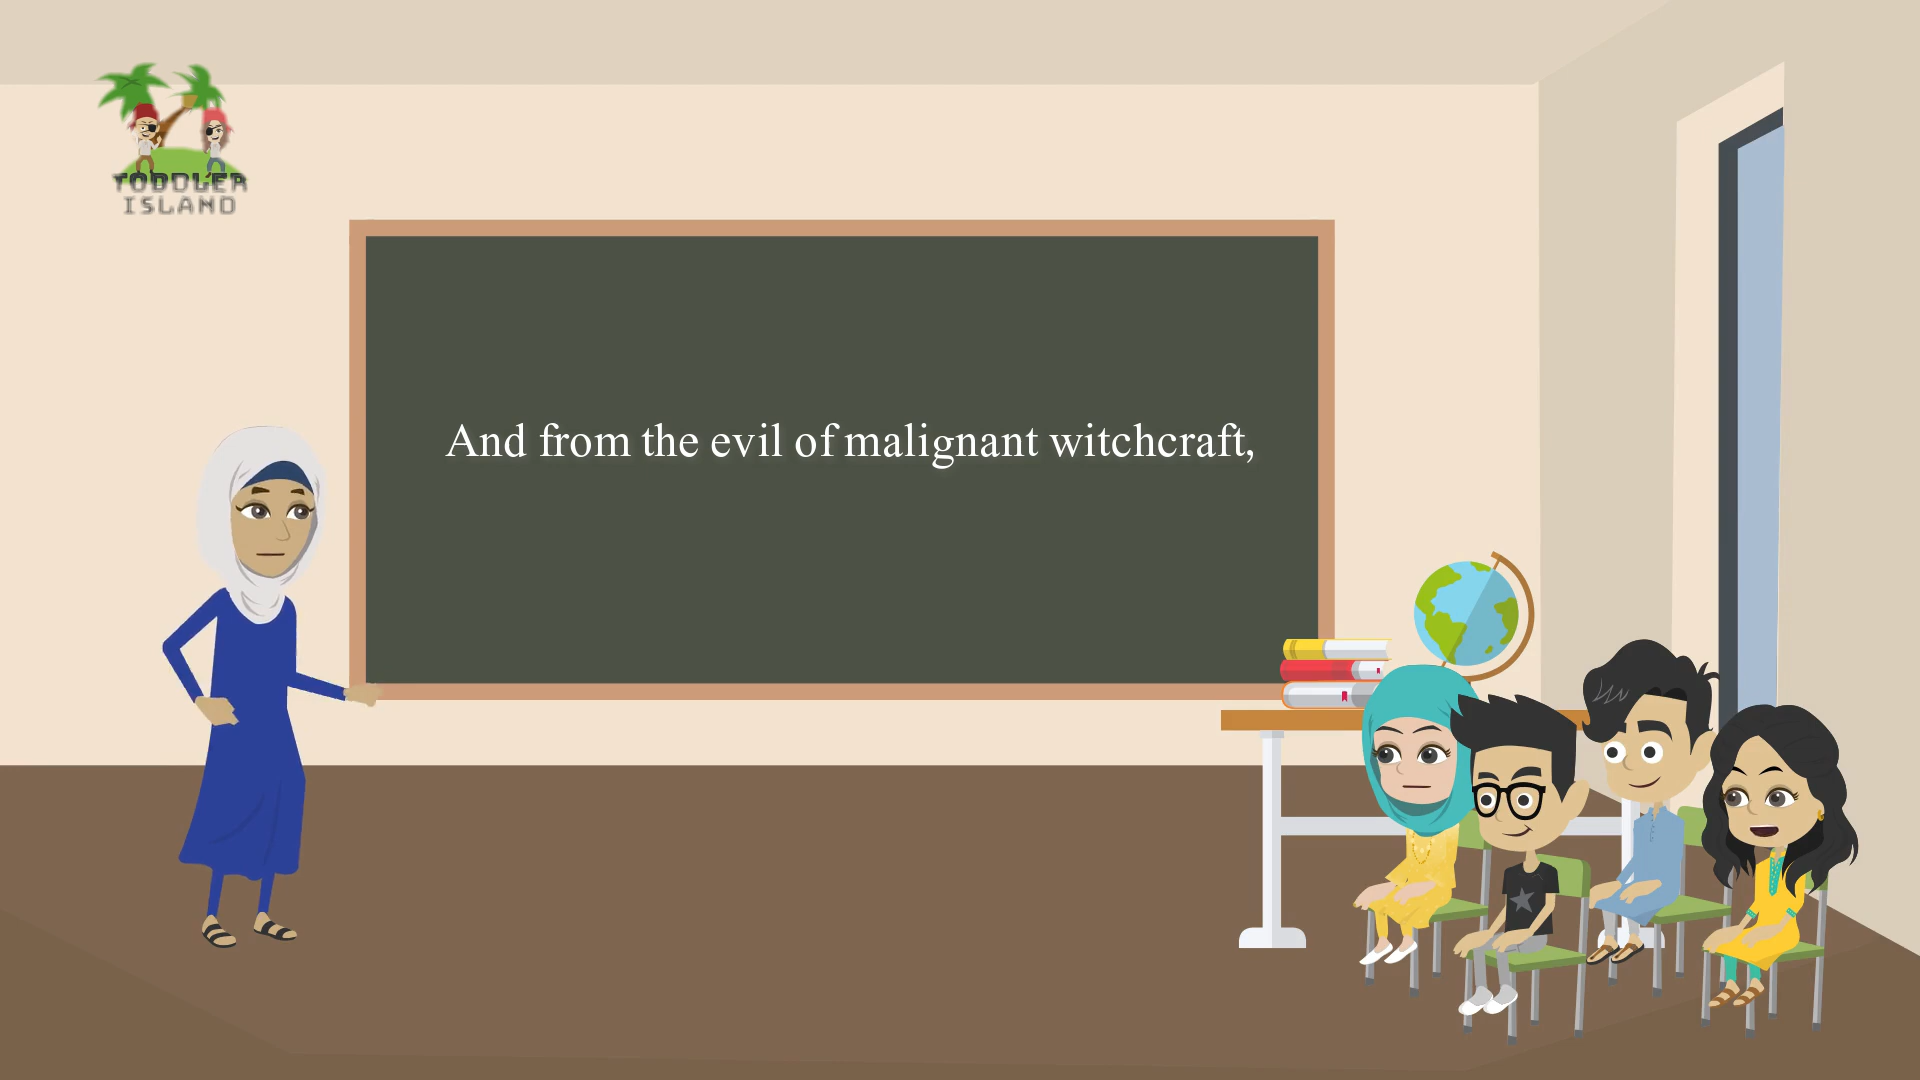 TODDLER
ISLAND
And from the evil of malignant witchcraft,